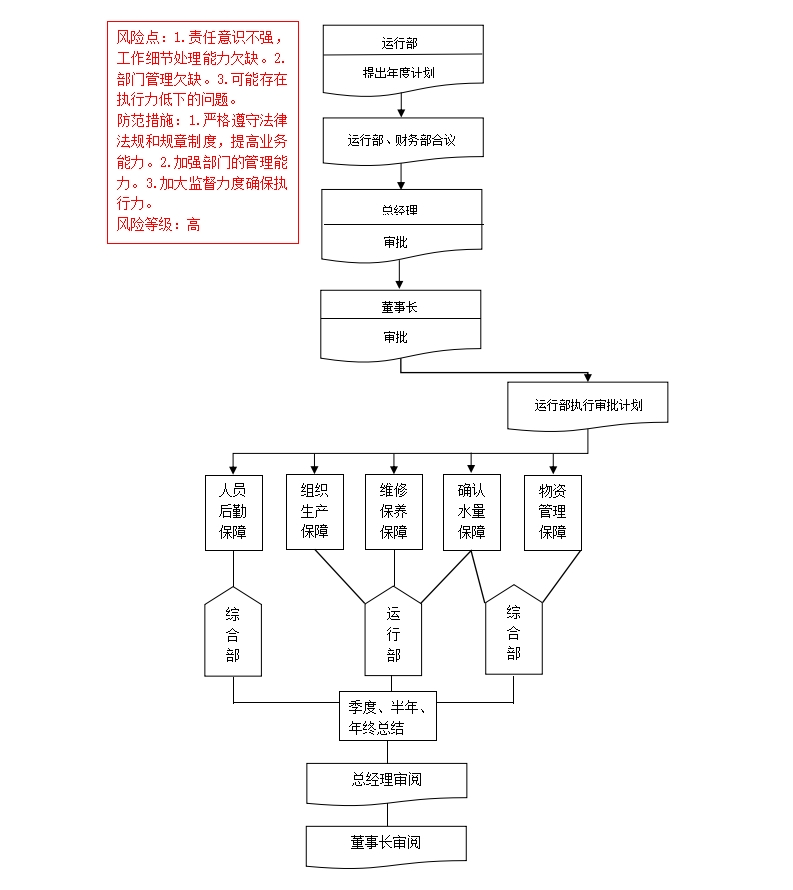 风险点：1.责任意识不强，
工作细节处理能力欠缺。2.
部门管理欠缺。3.可能存在
执行力低下的问题。
防范措施：1.严格遵守法律
法规和规章制度，提高业务
能力。2.加强部门的管理能
力。3.加大监督力度确保执
行力。
风险等级：高
运行部
提出年度计划
运行部、财务部合议
总经理
审批
董事长
审批
运行部执行审批计划
人员
后勤
保障
组织
生产
保障
维修
保养
保障
确认
水量
保障
物资
管理
保障
综
合
部
运
行
部
综
合
部
季度、半年、
年终总结
总经理审阅
董事长审阅